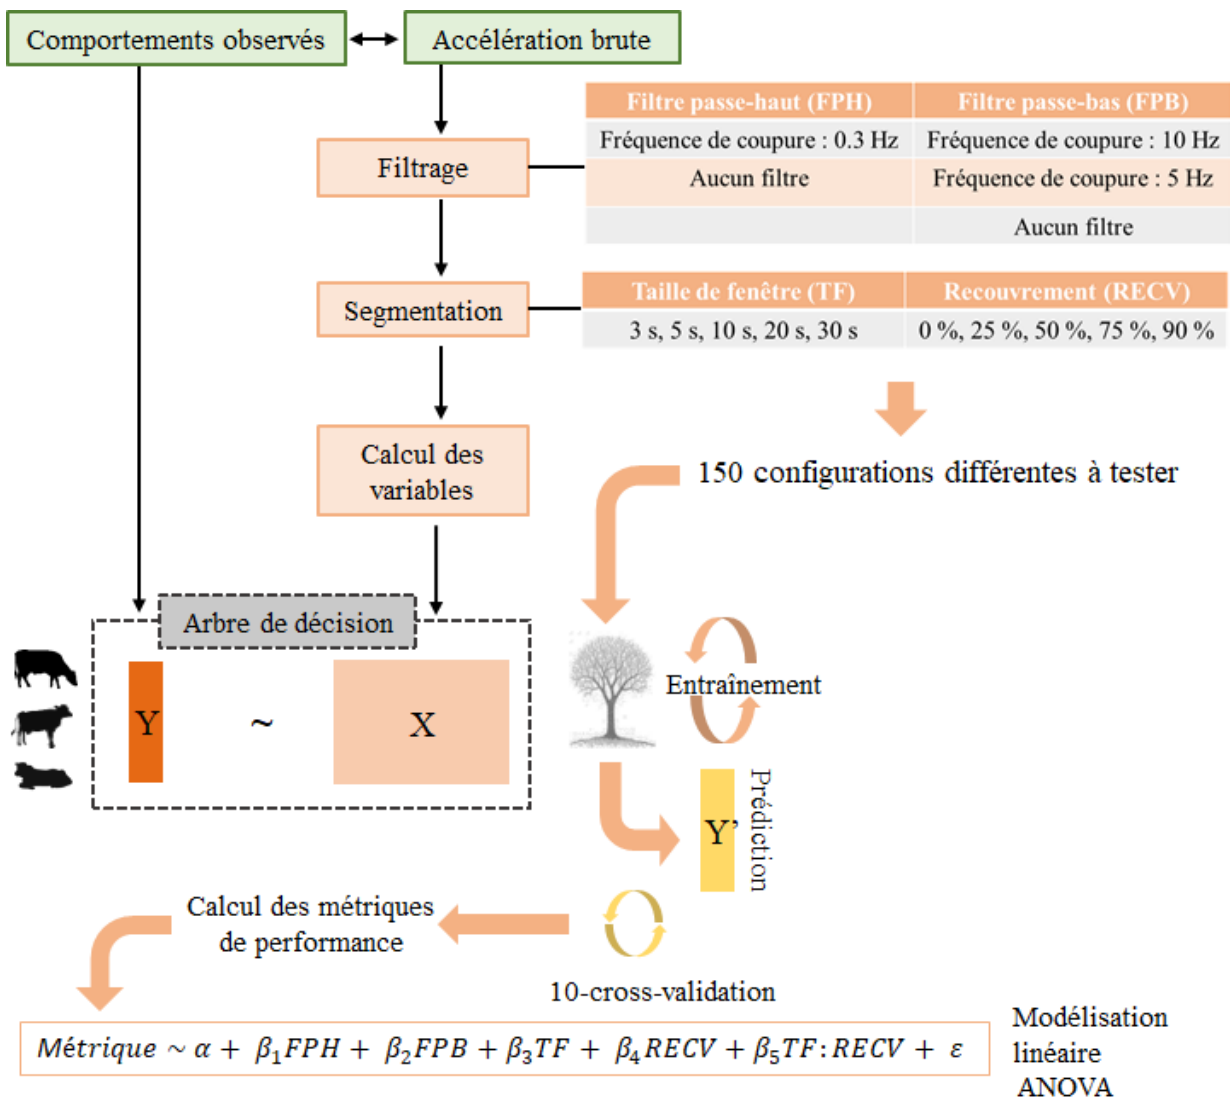 Comportements observés
Accélération brute
Filtre passe-haut (FPH)
Filtre passe-bas (FPB)
Fréquence de coupure : 0.3 Hz
Fréquence de coupure : 10 Hz
Filtrage
Aucun filtre
Fréquence de coupure : 5 Hz
Aucun filtre
Taille de fenêtre (TF)
Recouvrement (RECV)
Segmentation
3 s, 5 s, 10 s, 20 s, 30 s
0 %, 25 %, 50 %, 75 %, 90 %
Calcul des
variables
150 configurations différentes à tester
Arbre de décision
Y
~
X
Entraînement
Y’
Prédiction
Calcul des métriques
de performance
10-cross-validation
Métrique ~ α + β₁FPH + β₂FPB + β₃TF + β₄RECV + β₅TF:RECV + ε
Modélisation
linéaire
ANOVA